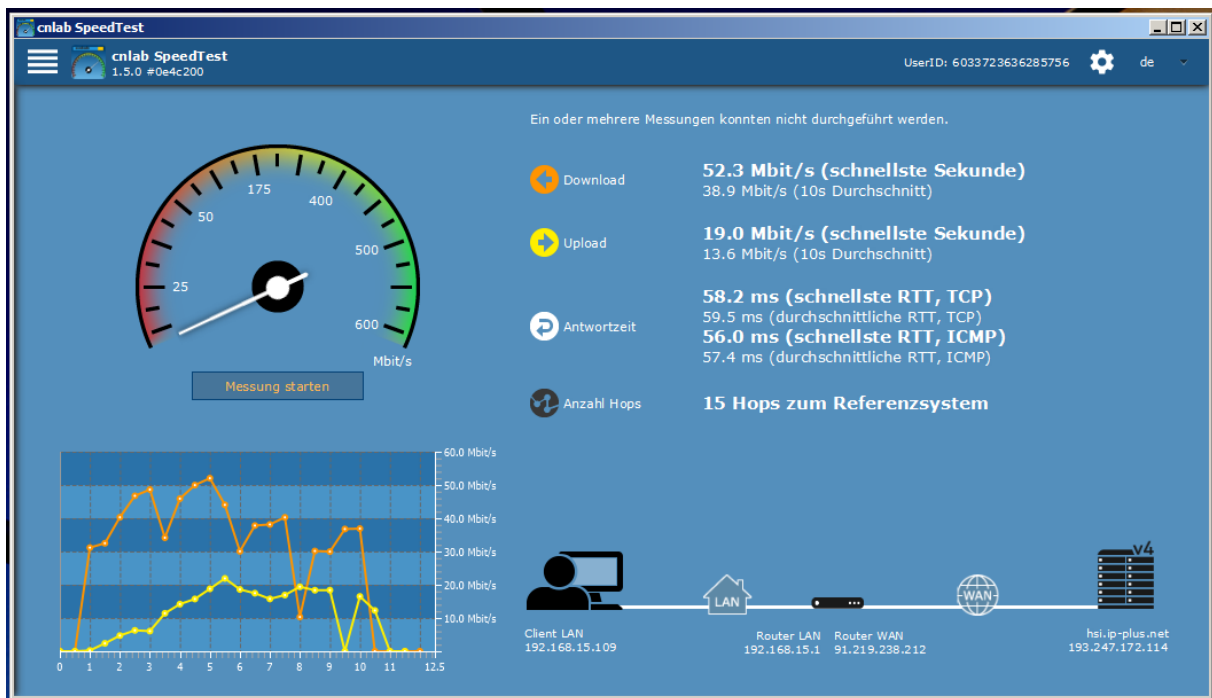 cnlab SpeedTest
cnlab SpeedTest
1.5.0 #0e4c200
UserID: 6033723636285756
de
Ein oder mehrere Messungen konnten nicht durchgeführt werden.
25
50
175
400
500
600
Mbit/s
Messung starten
Download
52.3 Mbit/s (schnellste Sekunde)
38.9 Mbit/s (10s Durchschnitt)
Upload
19.0 Mbit/s (schnellste Sekunde)
13.6 Mbit/s (10s Durchschnitt)
Antwortzeit
58.2 ms (schnellste RTT, TCP)
59.5 ms (durchschnittliche RTT, TCP)
56.0 ms (schnellste RTT, ICMP)
57.4 ms (durchschnittliche RTT, ICMP)
Anzahl Hops
15 Hops zum Referenzsystem
60.0 Mbit/s
50.0 Mbit/s
40.0 Mbit/s
30.0 Mbit/s
20.0 Mbit/s
10.0 Mbit/s
0 1 2 3 4 5 6 7 8 9 10 11 12.5
LAN
WAN
v4
Client LAN
192.168.15.109
Router LAN
192.168.15.1
Router WAN
91.219.238.212
hsi.ip-plus.net
193.247.172.114